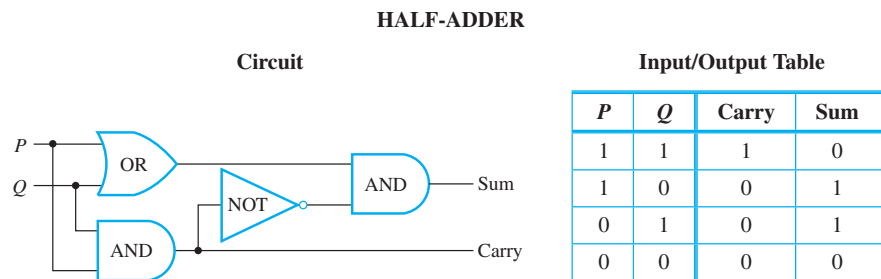 HALF-ADDER
Circuit
P
Q
OR
AND
NOT
AND
Sum
Carry
Input/Output Table
P Q Carry Sum
1 1 1 0
1 0 0 1
0 1 0 1
0 0 0 0